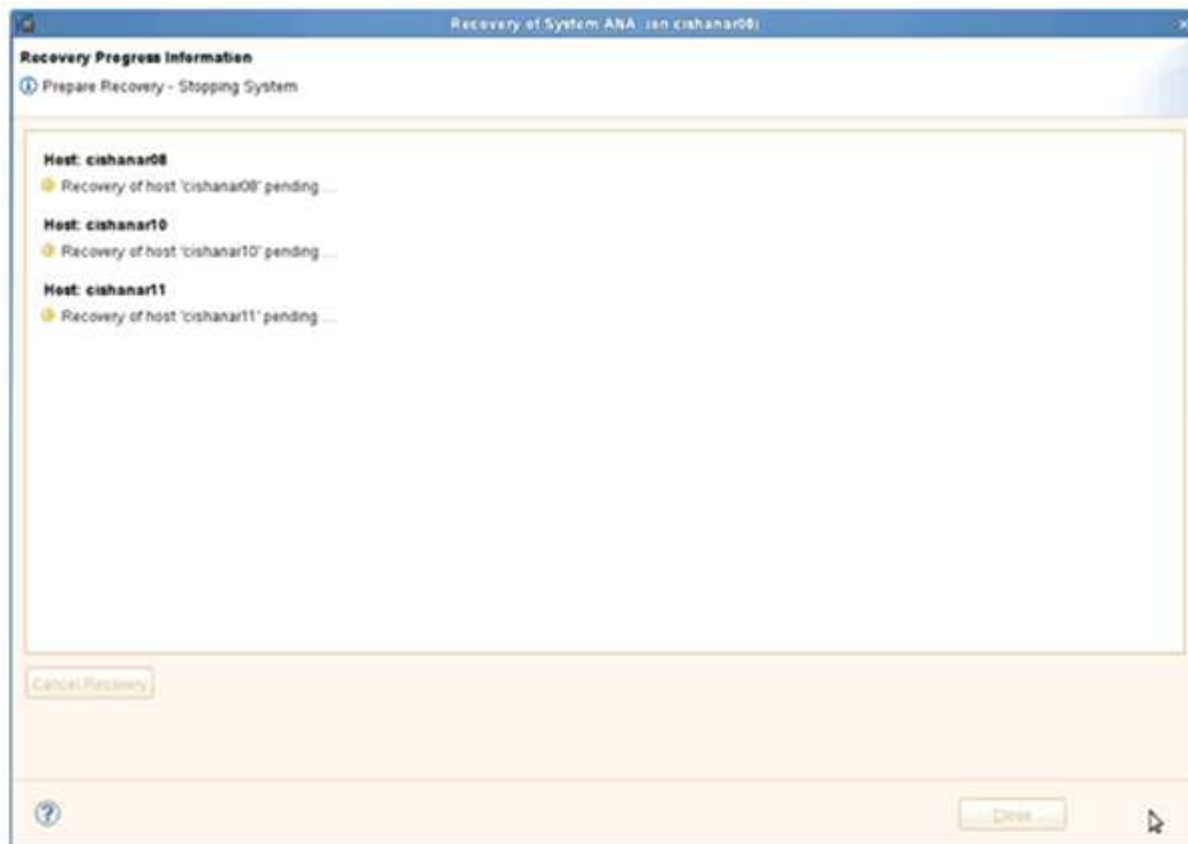 Recovery of System ANA (on cishanar08)
Recovery Progress Information
Prepare Recovery - Stopping System
Host: cishanar08
Recovery of host 'cishanar08' pending ...
Host: cishanar10
Recovery of host 'cishanar10' pending ...
Host: cishanar11
Recovery of host 'cishanar11' pending ...
Cancel Recovery
Close